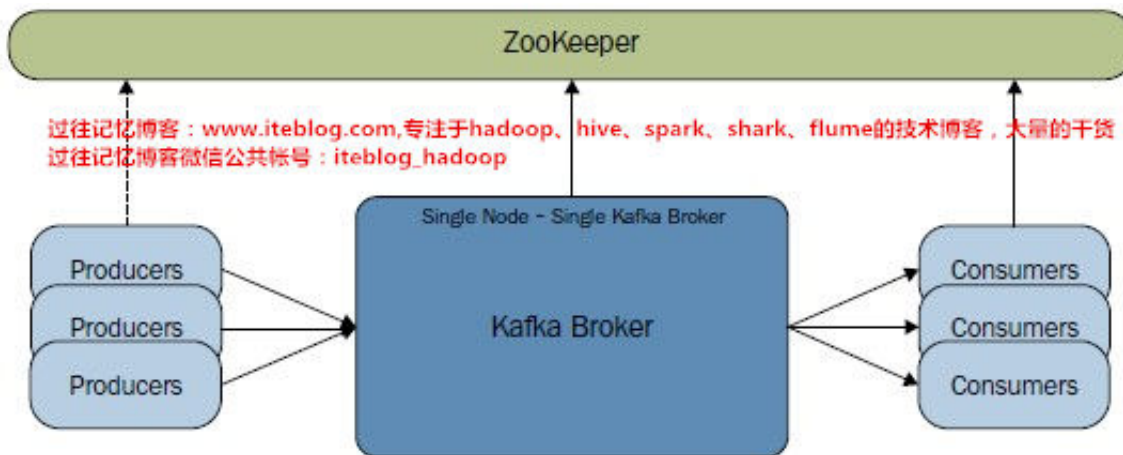 ZooKeeper
过往记忆博客：www.iteblog.com,专注于hadoop、hive、spark、shark、flume的技术博客，大量的干货
过往记忆博客微信公共帐号：iteblog_hadoop
Single Node - Single Kafka Broker
Producers
Consumers
Producers
Kafka Broker
Consumers
Producers
Consumers